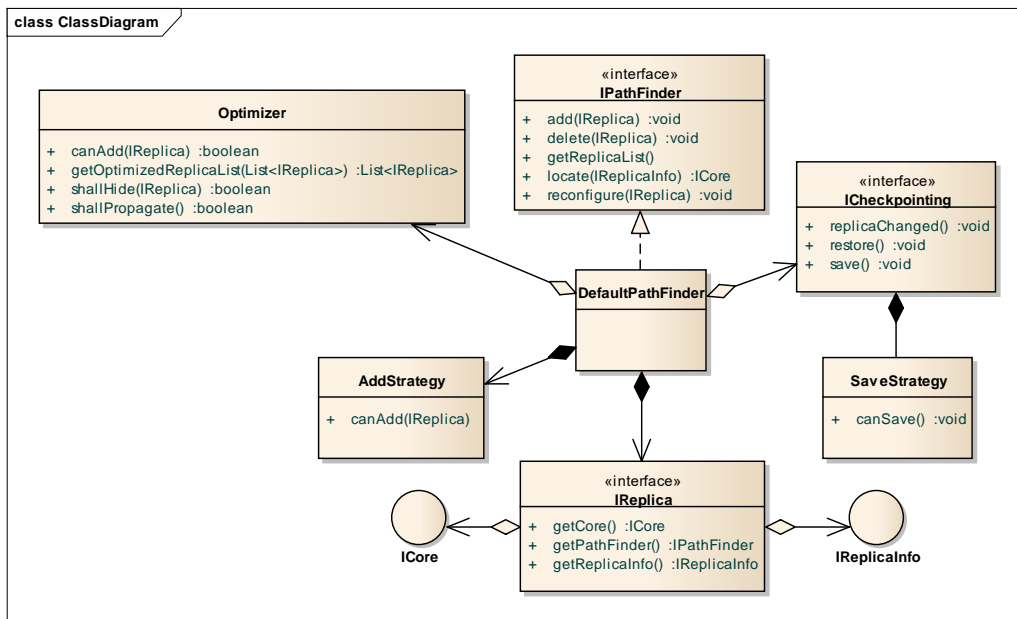 class ClassDiagram
Optimizer
+ canAdd(IReplica) :boolean
+ getOptimizedReplicaList(List<IReplica>) :List<IReplica>
+ shallHide(IReplica) :boolean
+ shallPropagate() :boolean
«interface»
IPathFinder
+ add(IReplica) :void
+ delete(IReplica) :void
+ getReplicaList()
+ locate(IReplicaInfo) :ICore
+ reconfigure(IReplica) :void
«interface»
ICheckpointing
+ replicaChanged() :void
+ restore() :void
+ save() :void
DefaultPathFinder
AddStrategy
+ canAdd(IReplica)
SaveStrategy
+ canSave() :void
«interface»
IReplica
+ getCore() :ICore
+ getPathFinder() :IPathFinder
+ getReplicaInfo() :IReplicaInfo
ICore
IReplicaInfo